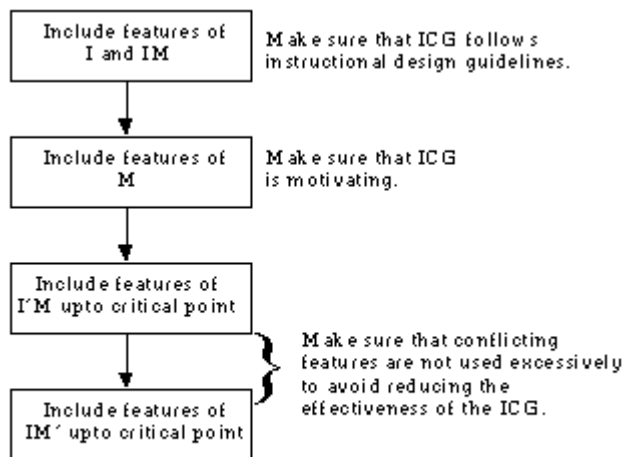 Include features of
I and IM
Make sure that ICG follows
instructional design guidelines.
Include features of
M
Make sure that ICG
is motivating.
Include features of
I´M upto critical point
Make sure that conflicting
features are not used excessively
to avoid reducing the
effectiveness of the ICG.
Include features of
IM´ upto critical point